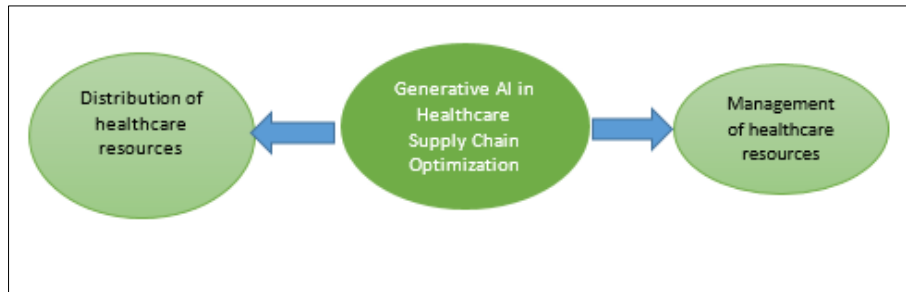 Distribution of
healthcare
resources
Generative AI in
Healthcare
Supply Chain
Optimization
Management
of healthcare
resources